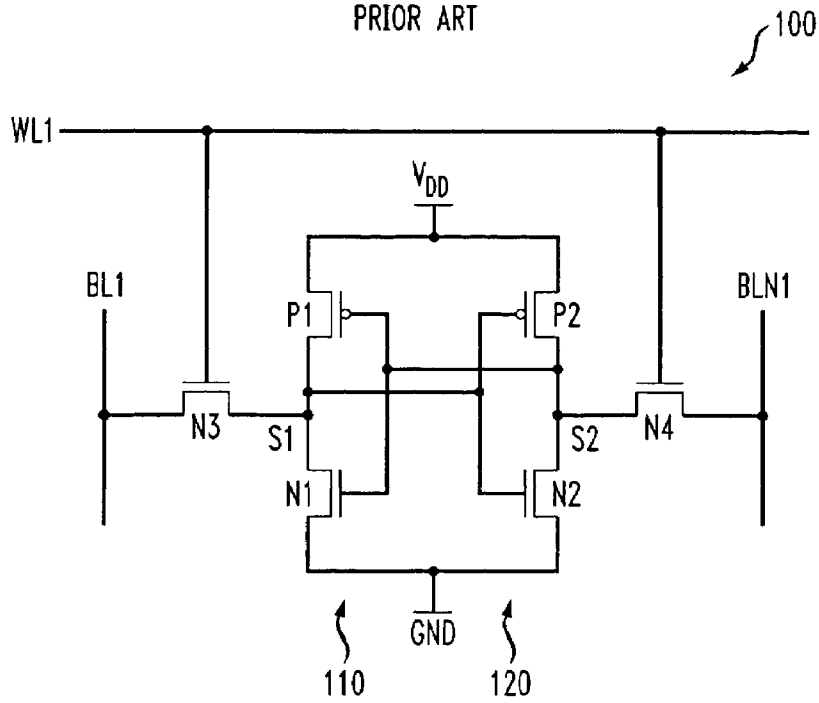 PRIOR ART
100
WL1
VDD
BL1
P1
P2
BLN1
N3
S1
S2
N4
N1
N2
GND
110
120